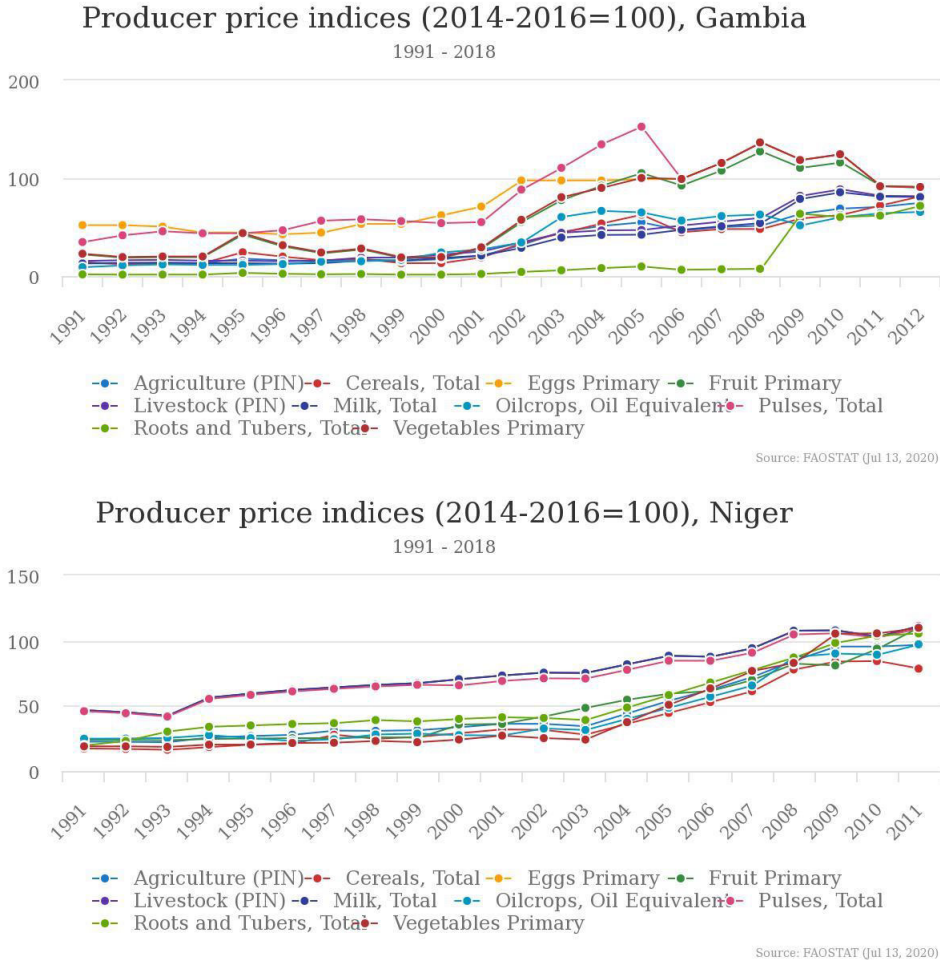 Producer price indices (2014-2016=100), Gambia
1991 - 2018
200
100
0
1991 1992 1993 1994 1995 1996 1997 1998 1999 2000 2001 2002 2003 2004 2005 2006 2007 2008 2009 2010 2011 2012
Agriculture (PIN) Cereals, Total Eggs Primary Fruit Primary
Livestock (PIN) Milk, Total Oilcrops, Oil Equivalent Pulses, Total
Roots and Tubers, Total Vegetables Primary
Source: FAOSTAT (Jul 13, 2020)
Producer price indices (2014-2016=100), Niger
1991 - 2018
150
100
50
0
1991 1992 1993 1994 1995 1996 1997 1998 1999 2000 2001 2002 2003 2004 2005 2006 2007 2008 2009 2010 2011
Agriculture (PIN) Cereals, Total Eggs Primary Fruit Primary
Livestock (PIN) Milk, Total Oilcrops, Oil Equivalent Pulses, Total
Roots and Tubers, Total Vegetables Primary
Source: FAOSTAT (Jul 13, 2020)